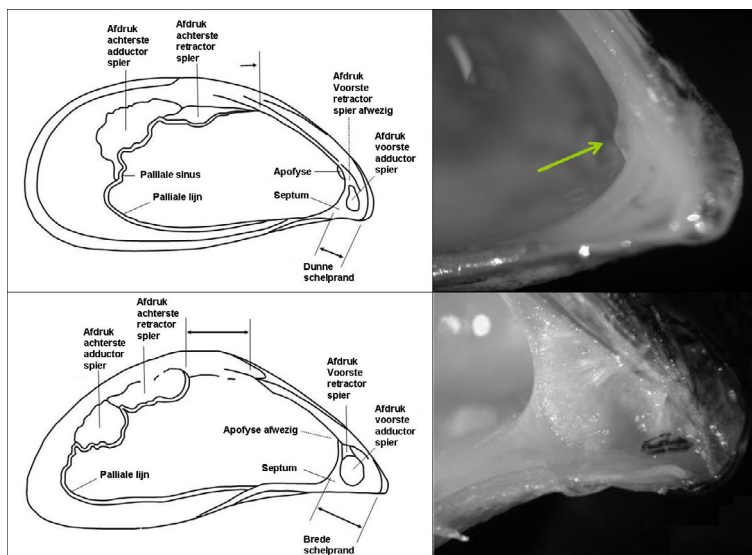 Afdruk
achterste
adductor
spier
Afdruk
achterste
retractor
spier
Afdruk
Voorste
retractor
spier afwezig
Afdruk
voorste
adductor
spier
Palliale sinus
Apofyse
Palliale lijn
Septum
Dunne
schelprand
Afdruk
achterste
adductor
spier
Afdruk
achterste
retractor
spier
Afdruk
Voorste
retractor
spier
Afdruk
voorste
adductor
spier
Apofyse afwezig
Palliale lijn
Septum
Brede
schelprand